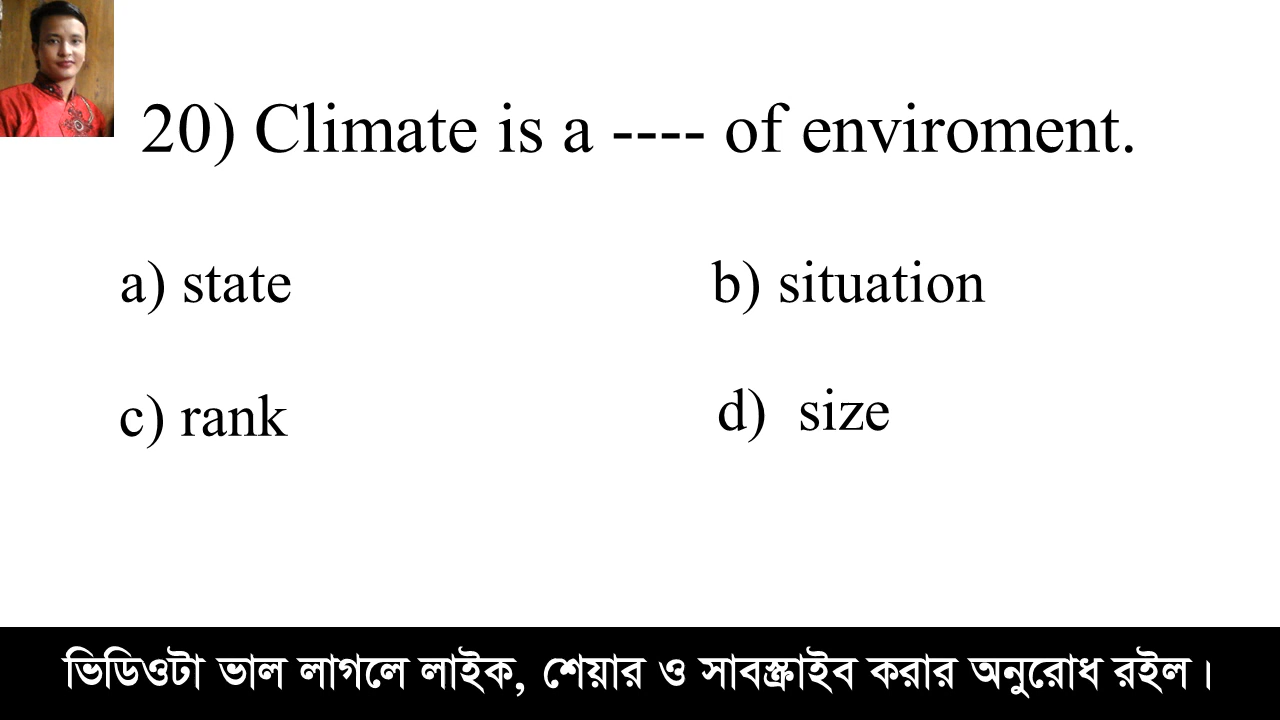 20) Climate is a ---- of enviroment.
a) state b) situation
c) rank d) size
ভিডিওটা ভাল লাগলে লাইক, শেয়ার ও সাবস্ক্রাইব করার অনুরোধ রইল।